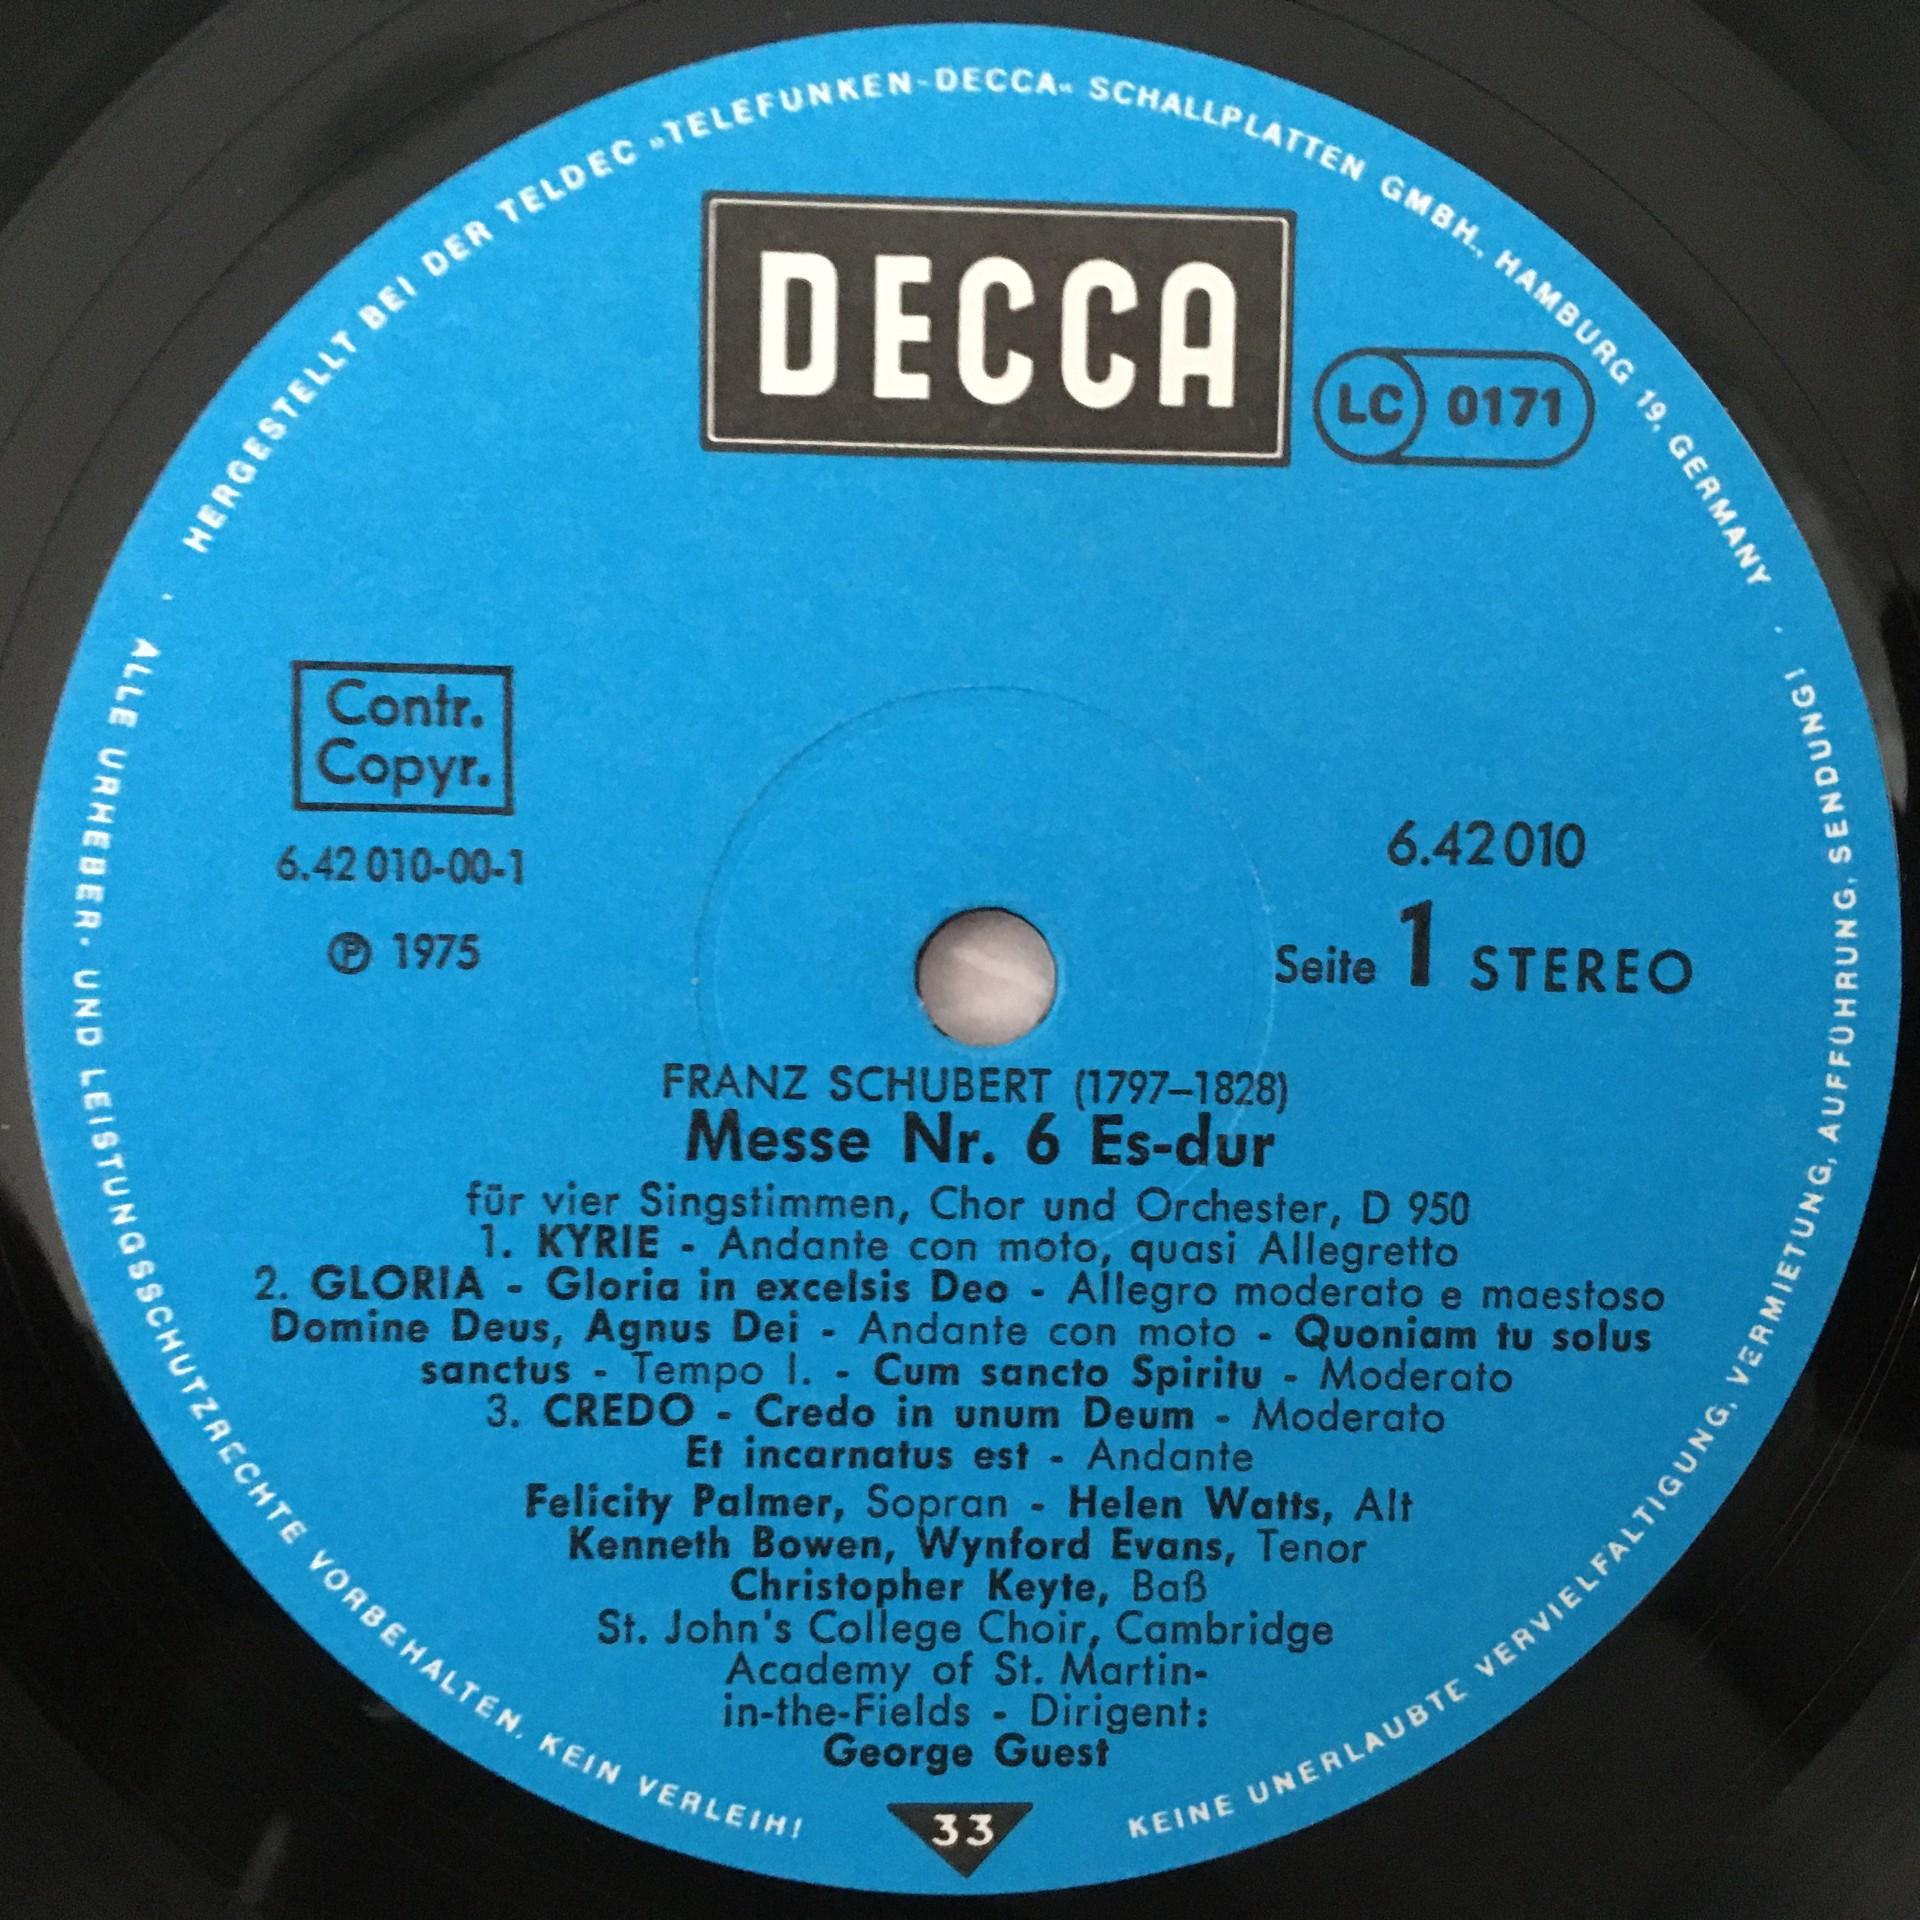 HERGESTELLT BEI DER TELDEC »TELEFUNKEN-DECCA« SCHALLPLATTEN GMBH., HAMBURG 19, GERMANY
DECCA
LC 0171
Contr.
Copyr.
6.42 010-00-1
℗ 1975
6.42010
Seite 1 STEREO
FRANZ SCHUBERT (1797–1828)
Messe Nr. 6 Es-dur
für vier Singstimmen, Chor und Orchester, D 950
1. KYRIE - Andante con moto, quasi Allegretto
2. GLORIA - Gloria in excelsis Deo - Allegro moderato e maestoso
Domine Deus, Agnus Dei - Andante con moto - Quoniam tu solus
sanctus - Tempo I. - Cum sancto Spiritu - Moderato
3. CREDO - Credo in unum Deum - Moderato
Et incarnatus est - Andante
Felicity Palmer, Sopran - Helen Watts, Alt
Kenneth Bowen, Wynford Evans, Tenor
Christopher Keyte, Baß
St. John's College Choir, Cambridge
Academy of St. Martin-
in-the-Fields - Dirigent:
George Guest
33
ALLE URHEBER- UND LEISTUNGSSCHUTZRECHTE VORBEHALTEN, KEIN VERLEIH!
KEINE UNERLAUBTE VERVIELFÄLTIGUNG, VERMIETUNG, AUFFÜHRUNG, SENDUNG!